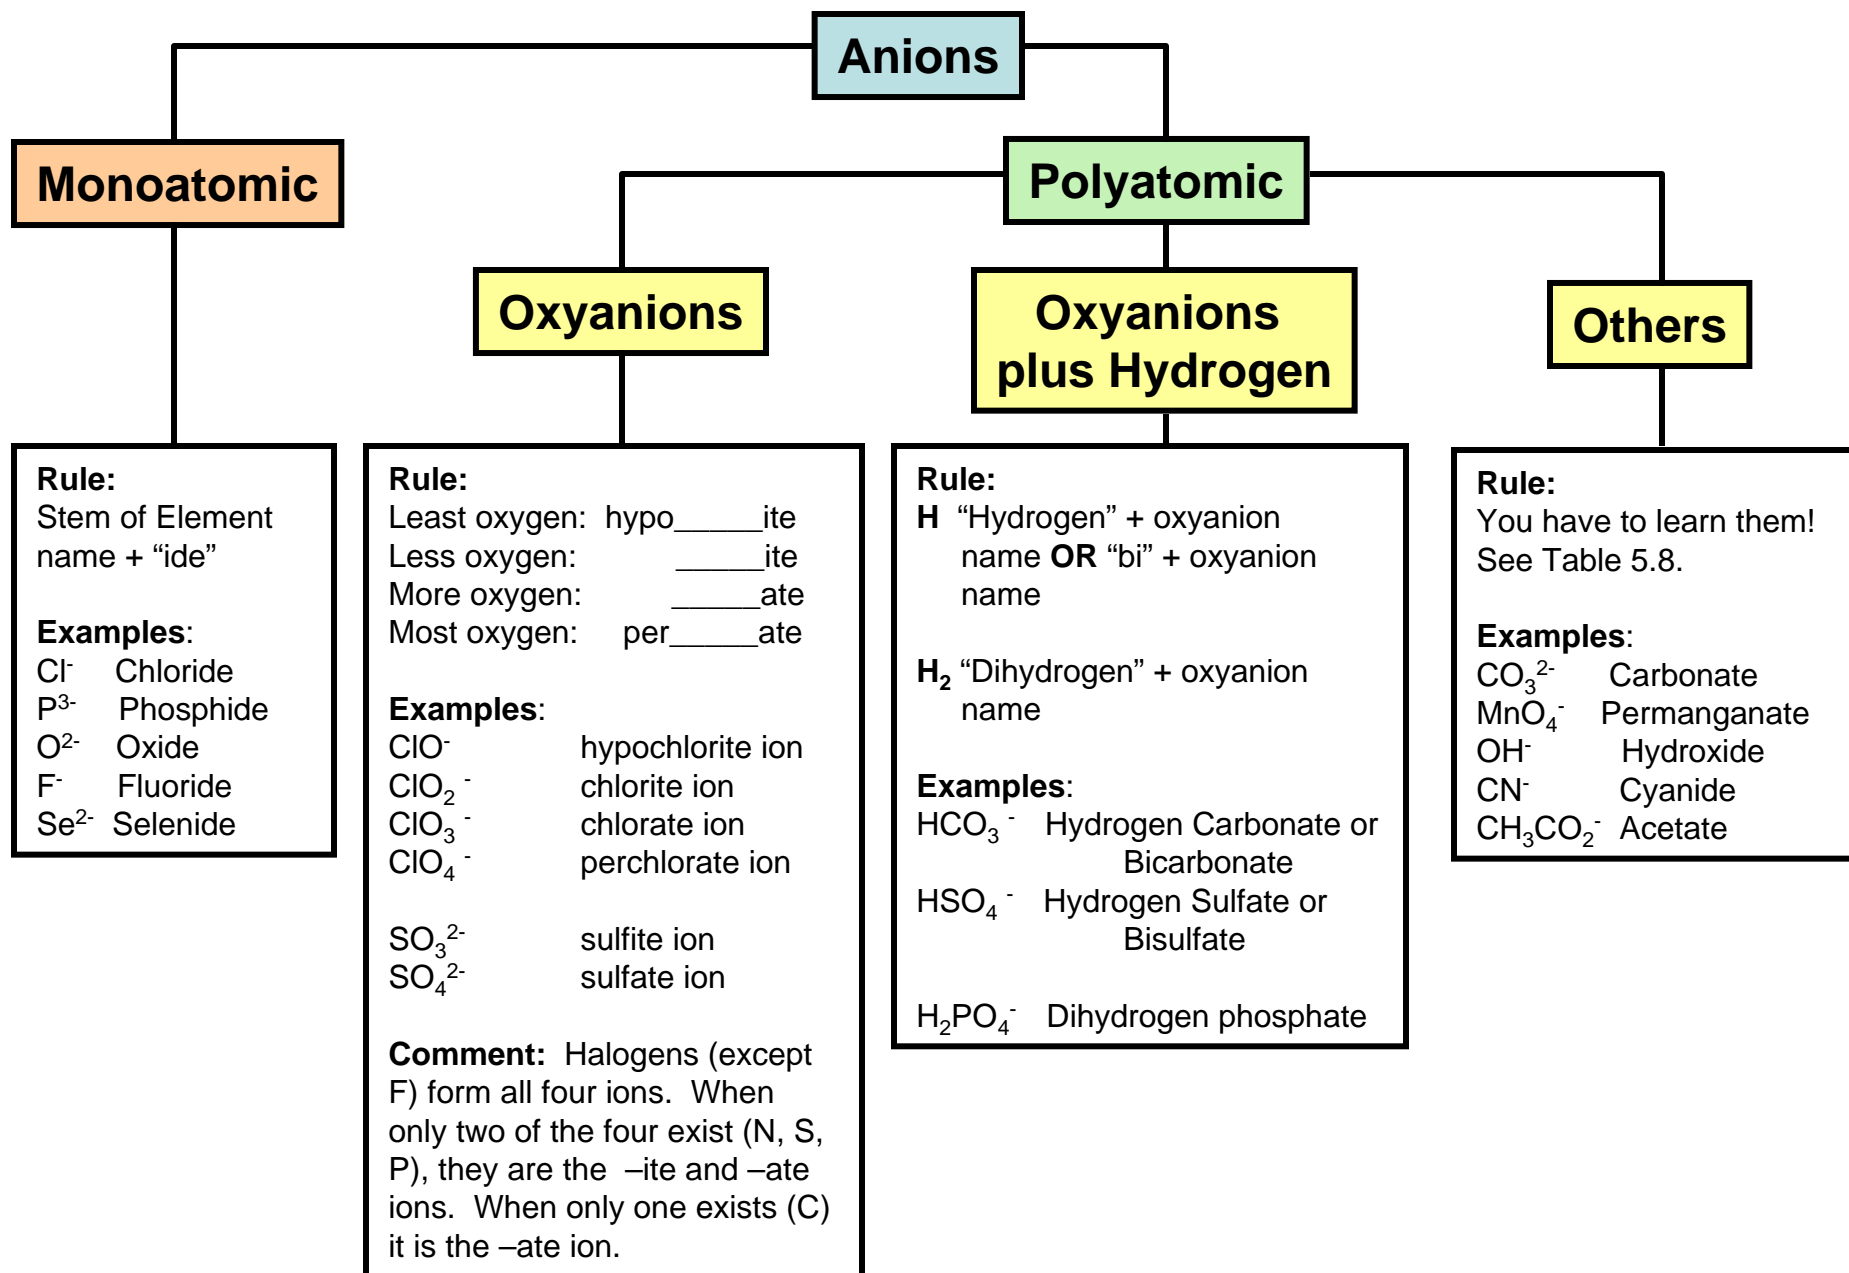 Anions
Monoatomic
Polyatomic
Oxyanions
Oxyanions
plus Hydrogen
Others
Rule:
Stem of Element
name + “ide”
Examples:
Cl⁻ Chloride
P³⁻ Phosphide
O²⁻ Oxide
F⁻ Fluoride
Se²⁻ Selenide
Rule:
Least oxygen: hypo_____ite
Less oxygen: _____ite
More oxygen: _____ate
Most oxygen: per_____ate
Examples:
ClO⁻ hypochlorite ion
ClO₂ ⁻ chlorite ion
ClO₃ ⁻ chlorate ion
ClO₄ ⁻ perchlorate ion
SO₃²⁻ sulfite ion
SO₄²⁻ sulfate ion
Comment: Halogens (except
F) form all four ions. When
only two of the four exist (N, S,
P), they are the –ite and –ate
ions. When only one exists (C)
it is the –ate ion.
Rule:
H “Hydrogen” + oxyanion
name OR “bi” + oxyanion
name
H₂ “Dihydrogen” + oxyanion
name
Examples:
HCO₃ ⁻ Hydrogen Carbonate or
Bicarbonate
HSO₄ ⁻ Hydrogen Sulfate or
Bisulfate
H₂PO₄⁻ Dihydrogen phosphate
Rule:
You have to learn them!
See Table 5.8.
Examples:
CO₃²⁻ Carbonate
MnO₄⁻ Permanganate
OH⁻ Hydroxide
CN⁻ Cyanide
CH₃CO₂⁻ Acetate